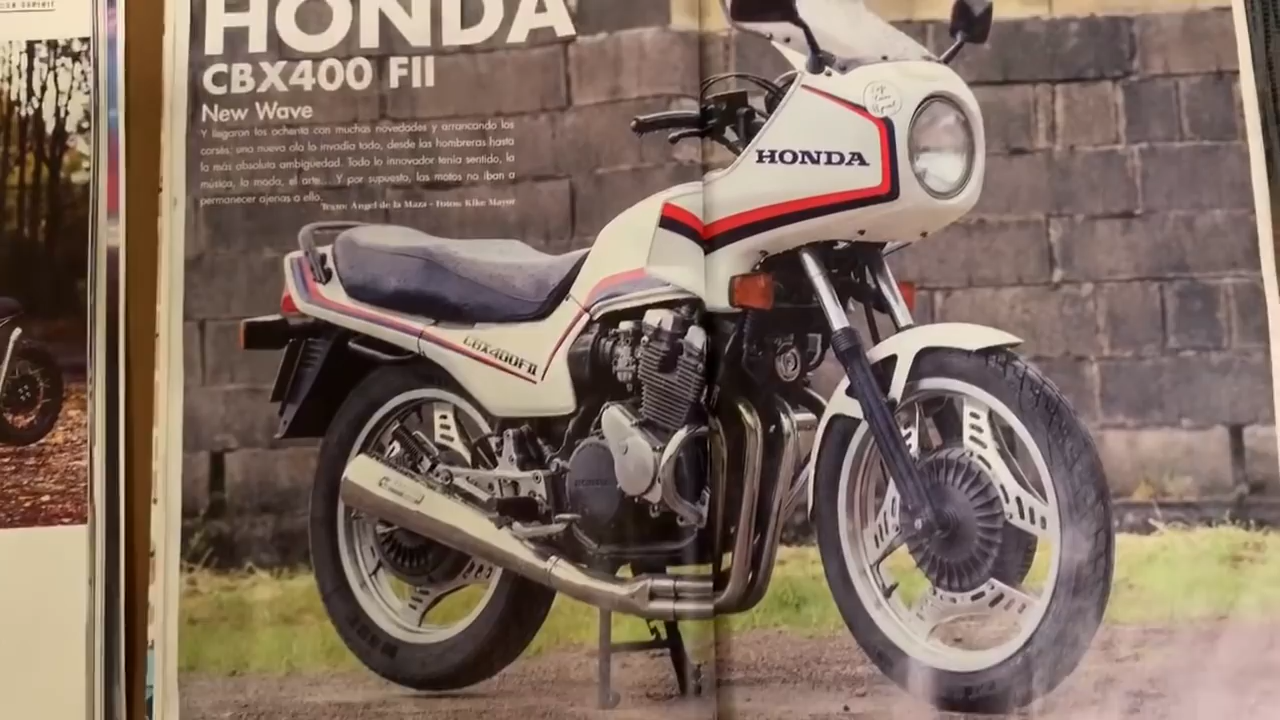 HONDA
CBX400 FII
New Wave
Y llegaron los ochenta con muchas novedades y arrancando los
corsés; una nueva ola lo invadía todo, desde las hombreras hasta
la más absoluta ambigüedad. Todo lo innovador tenía sentido, la
música, la moda, el arte... Y por supuesto, las motos no iban a
permanecer ajenas a ello.
Texto: Ángel de la Maza - Fotos: Kike Mayor
HONDA
CBX400FII
HONDA